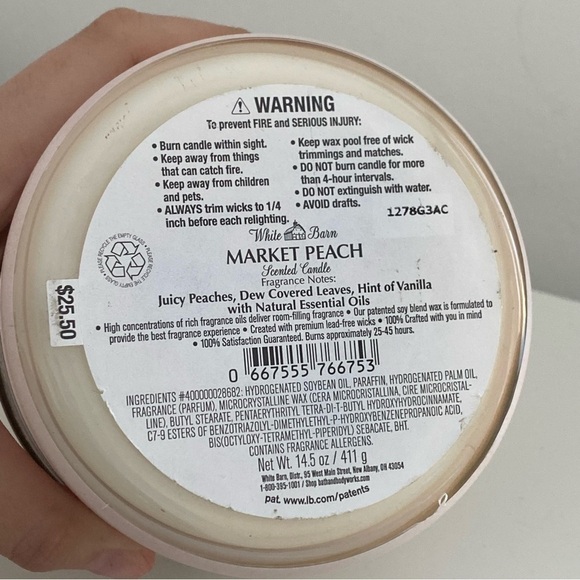 ⚠ WARNING
To prevent FIRE and SERIOUS INJURY:
• Burn candle within sight.
• Keep away from things
that can catch fire.
• Keep away from children
and pets.
• ALWAYS trim wicks to 1/4
inch before each relighting.
• Keep wax pool free of wick
trimmings and matches.
• DO NOT burn candle for more
than 4-hour intervals.
• DO NOT extinguish with water.
• AVOID drafts.
1278G3AC
White Barn
MARKET PEACH
Scented Candle
Fragrance Notes:
Juicy Peaches, Dew Covered Leaves, Hint of Vanilla
with Natural Essential Oils
• High concentrations of rich fragrance oils deliver room-filling fragrance • Our patented soy blend wax is formulated to
provide the best fragrance experience • Created with premium lead-free wicks • 100% Crafted with you in mind
• 100% Satisfaction Guaranteed. Burns approximately 25-45 hours.
• PLEASE RECYCLE THE EMPTY GLASS • PLEASE RECYCLE THE EMPTY GLASS
$25.50
0 667555 766753
INGREDIENTS #400000028682: HYDROGENATED SOYBEAN OIL, PARAFFIN, HYDROGENATED PALM OIL,
FRAGRANCE (PARFUM), MICROCRYSTALLINE WAX (CERA MICROCRISTALLINA, CIRE MICROCRISTAL-
LINE), BUTYL STEARATE, PENTAERYTHRITYL TETRA-DI-T-BUTYL HYDROXYHYDROCINNAMATE,
C7-9 ESTERS OF BENZOTRIAZOLYL-DIMETHYLETHYL-P-HYDROXYBENZENEPROPANOIC ACID,
BIS(OCTYLOXY-TETRAMETHYL-PIPERIDYL) SEBACATE, BHT.
CONTAINS FRAGRANCE ALLERGENS.
Net Wt. 14.5 oz / 411 g
White Barn, Distr., 95 West Main Street, New Albany, OH 43054
1-800-395-1001 / Shop bathandbodyworks.com
pat. www.lb.com/patents